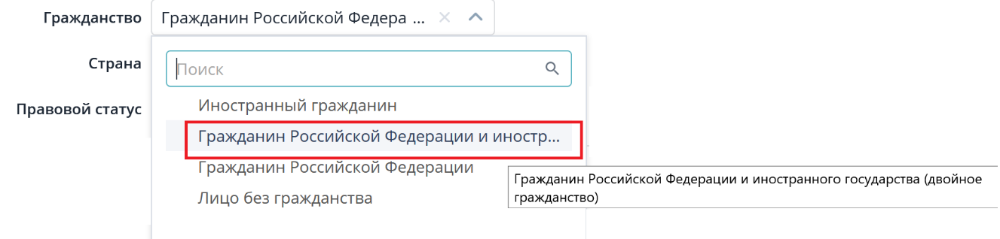 Гражданство Гражданин Российской Федера ...
Страна
Поиск
Иностранный гражданин
Правовой статус
Гражданин Российской Федерации и иностр...
Гражданин Российской Федерации
Гражданин Российской Федерации и иностранного государства (двойное
гражданство)
Лицо без гражданства